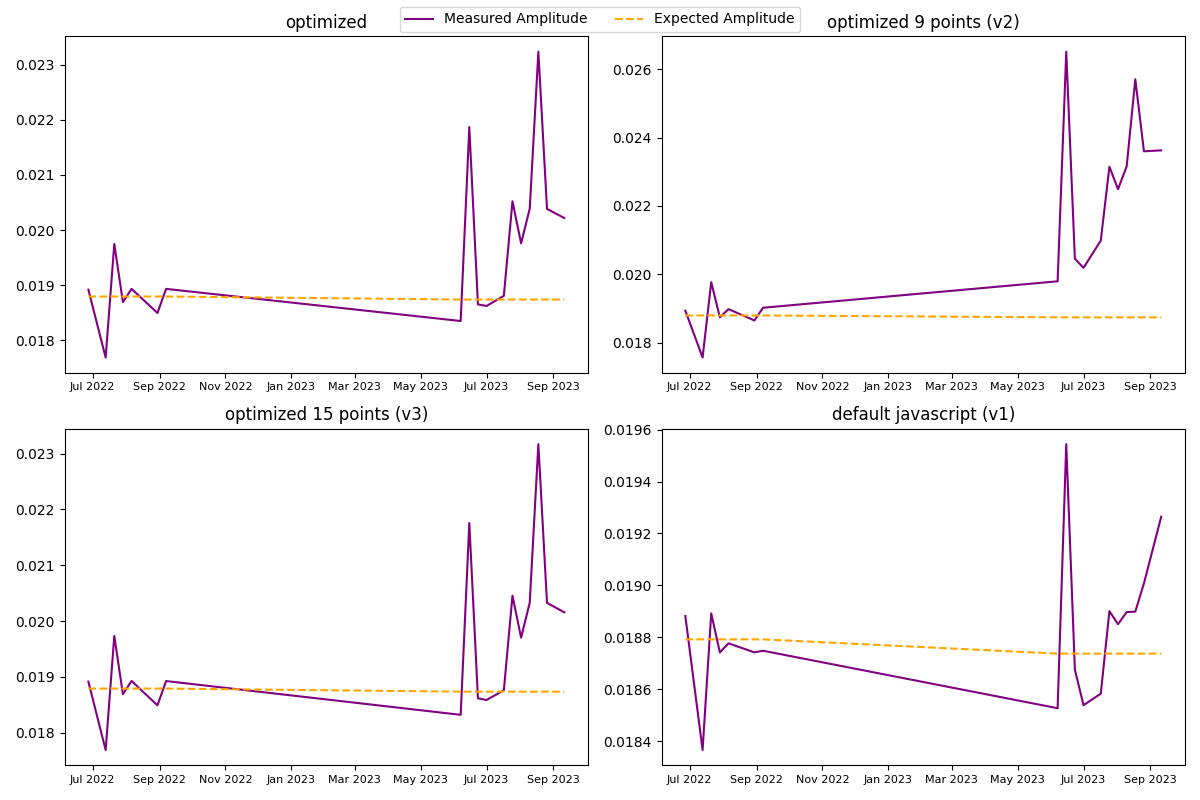 Measured Amplitude
Expected Amplitude
optimized
0.023
0.022
0.021
0.020
0.019
0.018
Jul 2022 Sep 2022 Nov 2022 Jan 2023 Mar 2023 May 2023 Jul 2023 Sep 2023
optimized 9 points (v2)
0.026
0.024
0.022
0.020
0.018
Jul 2022 Sep 2022 Nov 2022 Jan 2023 Mar 2023 May 2023 Jul 2023 Sep 2023
optimized 15 points (v3)
0.023
0.022
0.021
0.020
0.019
0.018
Jul 2022 Sep 2022 Nov 2022 Jan 2023 Mar 2023 May 2023 Jul 2023 Sep 2023
default javascript (v1)
0.0196
0.0194
0.0192
0.0190
0.0188
0.0186
0.0184
Jul 2022 Sep 2022 Nov 2022 Jan 2023 Mar 2023 May 2023 Jul 2023 Sep 2023